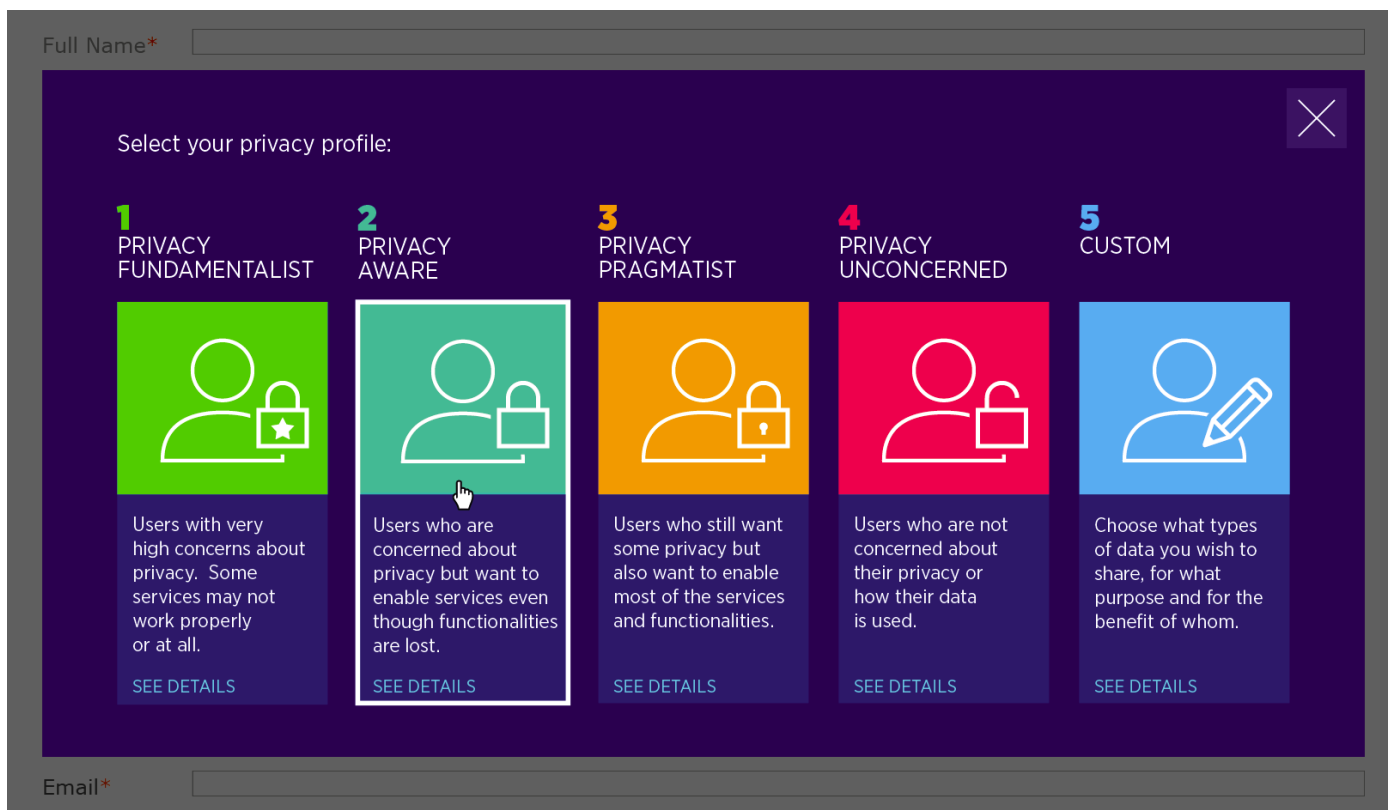 Full Name*
Select your privacy profile:
1
PRIVACY
FUNDAMENTALIST
Users with very
high concerns about
privacy. Some
services may not
work properly
or at all.
SEE DETAILS
2
PRIVACY
AWARE
Users who are
concerned about
privacy but want to
enable services even
though functionalities
are lost.
SEE DETAILS
3
PRIVACY
PRAGMATIST
Users who still want
some privacy but
also want to enable
most of the services
and functionalities.
SEE DETAILS
4
PRIVACY
UNCONCERNED
Users who are not
concerned about
their privacy or
how their data
is used.
SEE DETAILS
5
CUSTOM
Choose what types
of data you wish to
share, for what
purpose and for the
benefit of whom.
SEE DETAILS
Email*